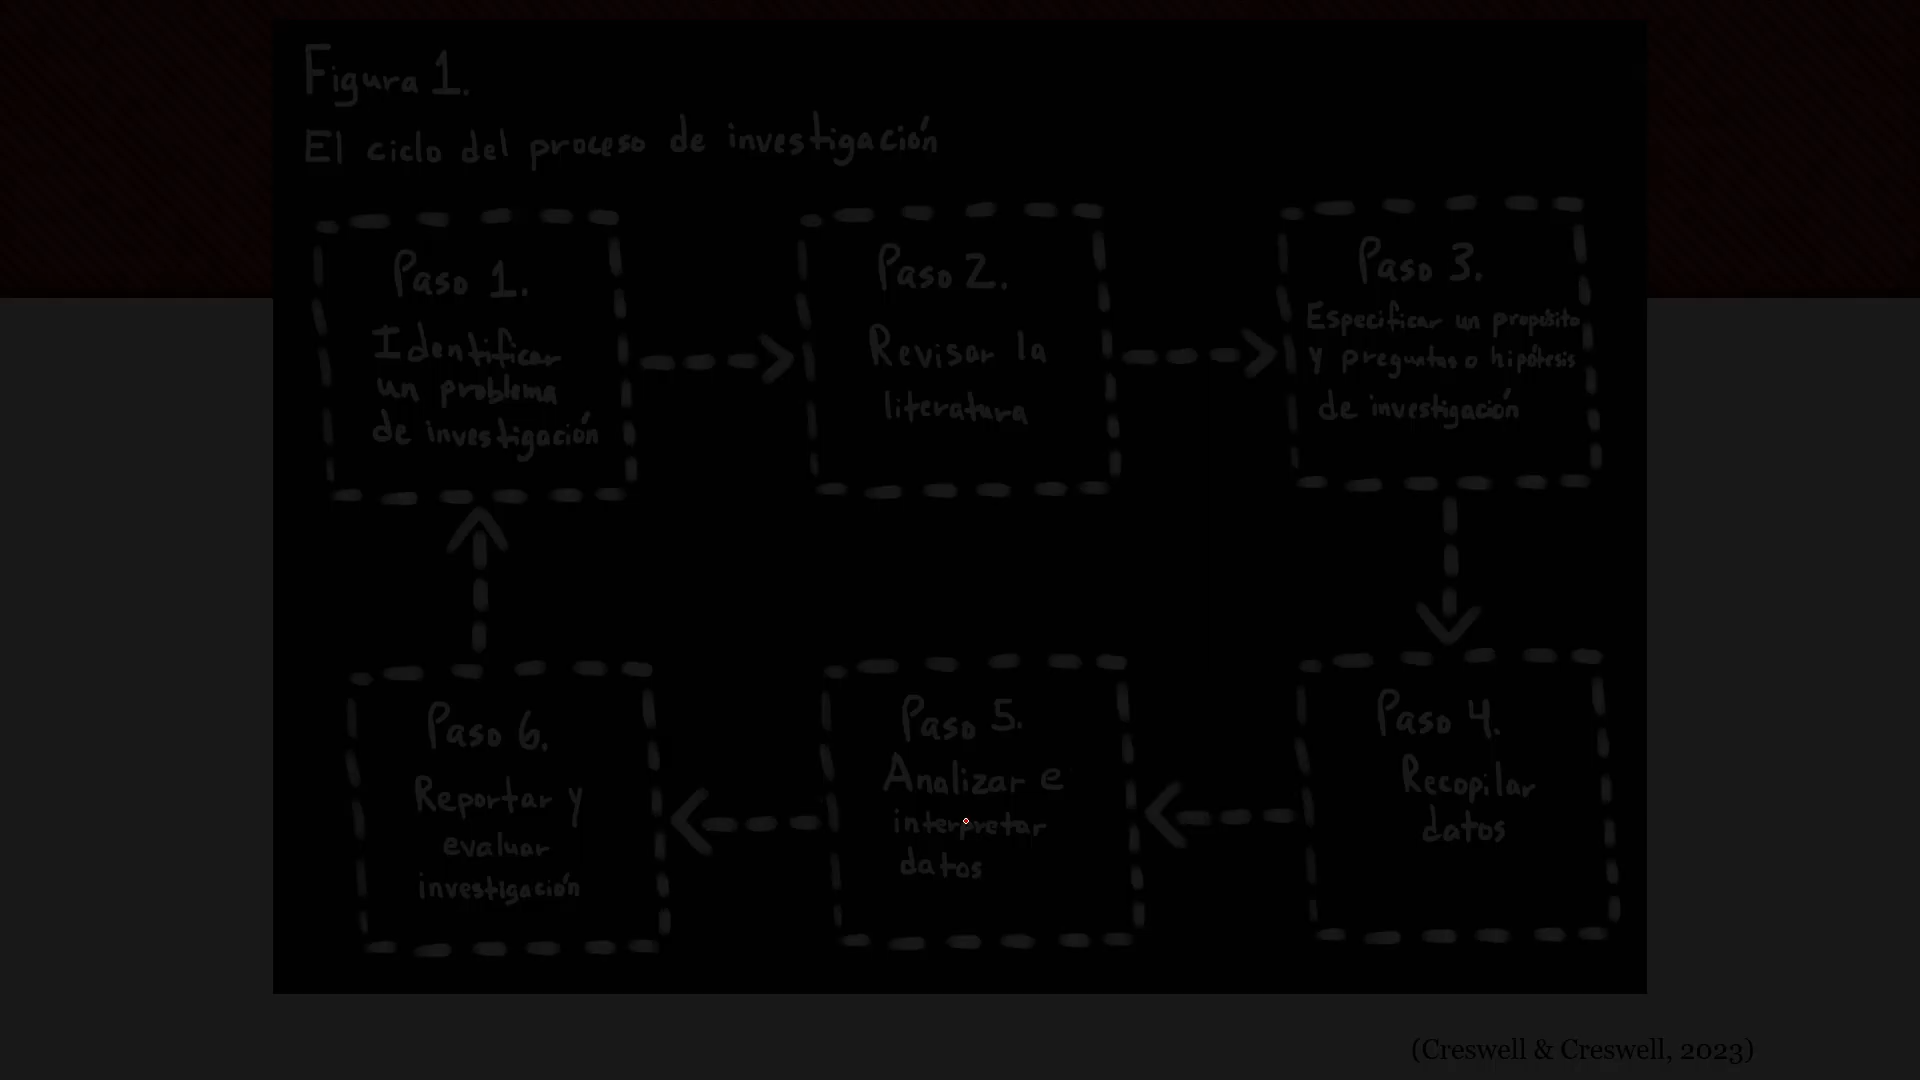 Figura 1.
El ciclo del proceso de investigación
Paso 1.
Identificar
un problema
de investigación
Paso 2.
Revisar la
literatura
Paso 3.
Especificar un propósito
y preguntas o hipótesis
de investigación
Paso 4.
Recopilar
datos
Paso 5.
Analizar e
interpretar
datos
Paso 6.
Reportar y
evaluar
investigación
(Creswell & Creswell, 2023)